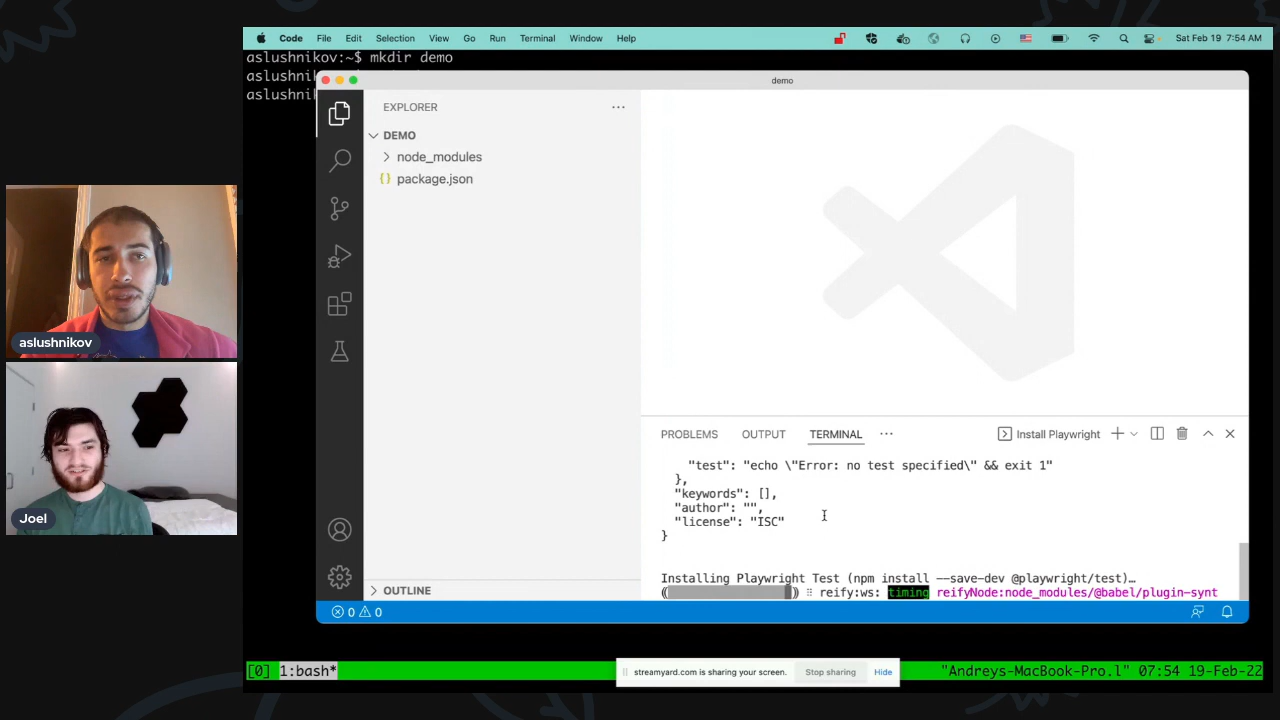 Code File Edit Selection View Go Run Terminal Window Help Sat Feb 19 7:54 AM
aslushnikov:~$ mkdir demo
aslushni
aslushni
demo
EXPLORER ...
DEMO
node_modules
{} package.json
OUTLINE
PROBLEMS OUTPUT TERMINAL ... Install Playwright
"test": "echo \"Error: no test specified\" && exit 1"
},
"keywords": [],
"author": "",
"license": "ISC"
}
Installing Playwright Test (npm install --save-dev @playwright/test)…
reify:ws: timing reifyNode:node_modules/@babel/plugin-synt
0 0
[0] 1:bash* "Andreys-MacBook-Pro.l" 07:54 19-Feb-22
streamyard.com is sharing your screen. Stop sharing Hide
aslushnikov
Joel